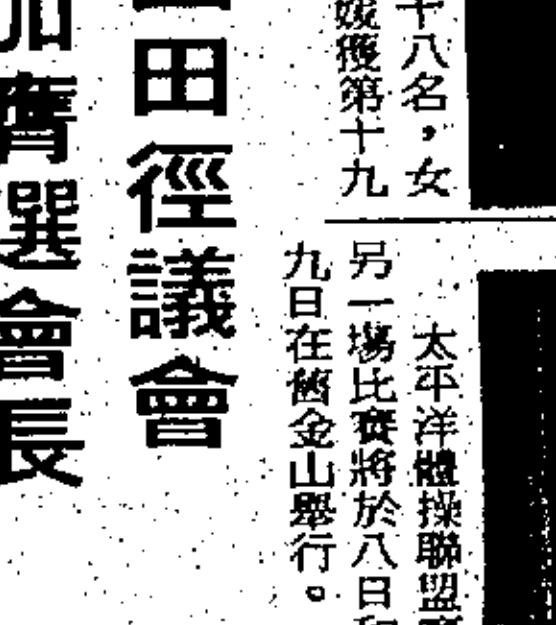 十八名，女
媛獲第十九
太平洋體操聯盟
另一場比賽將於八日和
九日在舊金山舉行。
田徑議會
膺選會長